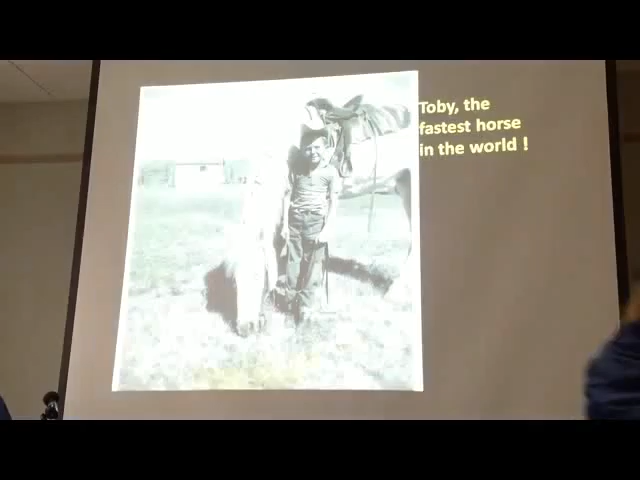 Toby, the
fastest horse
in the world !